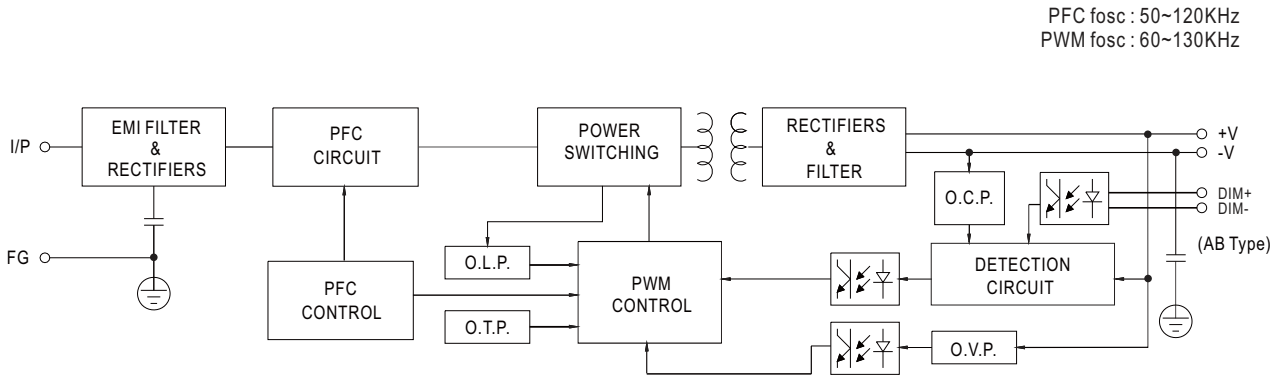 PFC fosc : 50~120KHz
PWM fosc : 60~130KHz
I/P
EMI FILTER
&
RECTIFIERS
PFC
CIRCUIT
POWER
SWITCHING
RECTIFIERS
&
FILTER
+V
-V
O.C.P.
DIM+
DIM-
(AB Type)
FG
O.L.P.
PFC
CONTROL
PWM
CONTROL
DETECTION
CIRCUIT
O.T.P.
O.V.P.